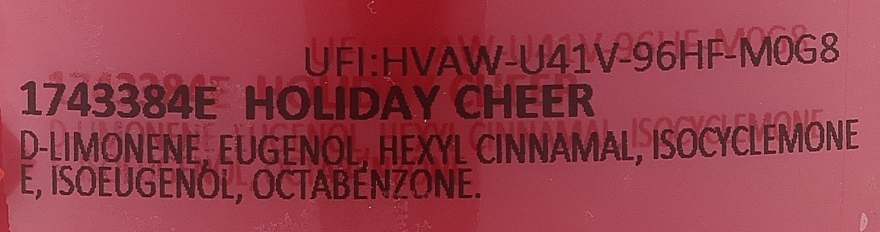 UFI:HVAW-U41V-96HF-M0G8
1743384E HOLIDAY CHEER
D-LIMONENE, EUGENOL, HEXYL CINNAMAL, ISOCYCLEMONE
E, ISOEUGENOL, OCTABENZONE.